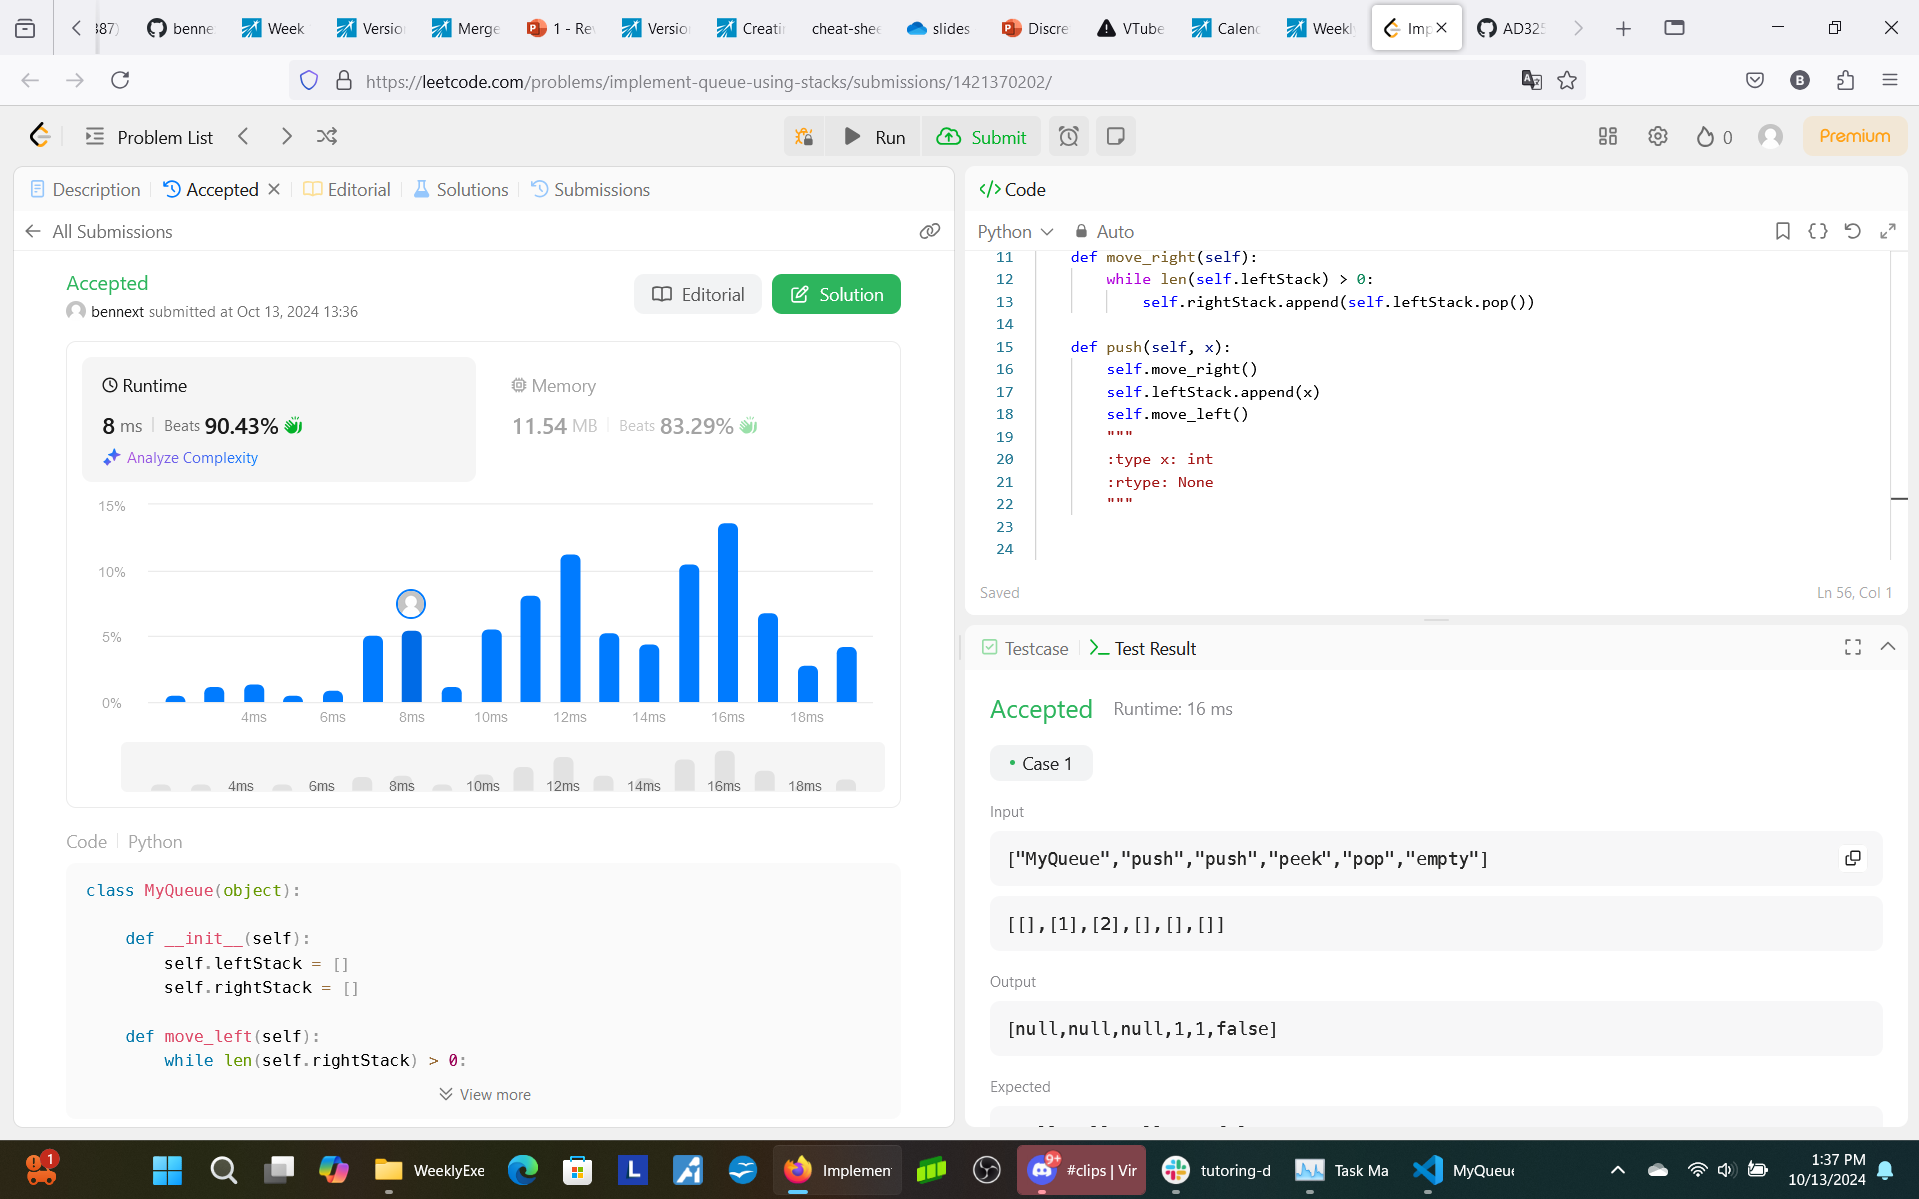 387)
benne
Week
Versio
Merge
1 - Re
Versio
Creati
cheat-shee
slides
Discre
VTube
Calenc
Weekl
Imp
AD325
https://leetcode.com/problems/implement-queue-using-stacks/submissions/1421370202/
B
Problem List
Run
Submit
0
Premium
Description
Accepted
Editorial
Solutions
Submissions
All Submissions
Accepted
bennext submitted at Oct 13, 2024 13:36
Editorial
Solution
Runtime
8 ms
Beats 90.43%
Analyze Complexity
Memory
11.54 MB
Beats 83.29%
15%
10%
5%
0%
4ms 6ms 8ms 10ms 12ms 14ms 16ms 18ms
4ms 6ms 8ms 10ms 12ms 14ms 16ms 18ms
Code
Python
class MyQueue(object):
def __init__(self):
self.leftStack = []
self.rightStack = []
def move_left(self):
while len(self.rightStack) > 0:
View more
Code
Python
Auto
11 def move_right(self):
12 while len(self.leftStack) > 0:
13 self.rightStack.append(self.leftStack.pop())
14
15 def push(self, x):
16 self.move_right()
17 self.leftStack.append(x)
18 self.move_left()
19 """
20 :type x: int
21 :rtype: None
22 """
23
24
Saved
Ln 56, Col 1
Testcase
Test Result
Accepted
Runtime: 16 ms
Case 1
Input
["MyQueue","push","push","peek","pop","empty"]
[[],[1],[2],[],[],[]]
Output
[null,null,null,1,1,false]
Expected
1
WeeklyExe
L
Implemen
9+
#clips | Vir
tutoring-d
Task Ma
MyQueue
1:37 PM
10/13/2024